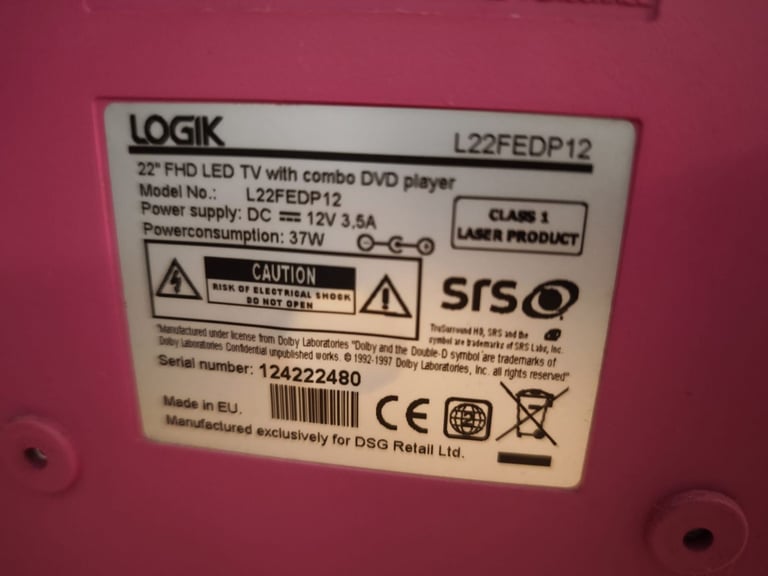 LOGIK
L22FEDP12
22" FHD LED TV with combo DVD player
Model No.: L22FEDP12
Power supply: DC 12V 3,5A
Powerconsumption: 37W
CLASS 1
LASER PRODUCT
CAUTION
RISK OF ELECTRICAL SHOCK
DO NOT OPEN
SRS
TruSurround HD, SRS and the
symbol are trademarks of SRS Labs, Inc.
"Manufactured under license from Dolby Laboratories "Dolby and the Double-D symbol are trademarks of
Dolby Laboratories Confidential unpublished works. © 1992-1997 Dolby Laboratories, Inc. all rights reserved"
Serial number: 124222480
Made in EU.
CE
2
Manufactured exclusively for DSG Retail Ltd.